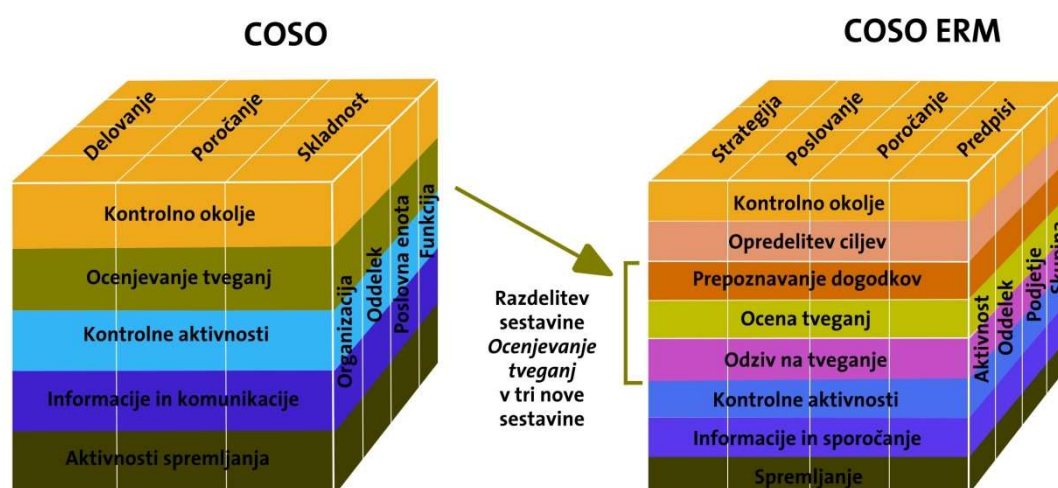 COSO
COSO ERM
Delovanje
Poročanje
Skladnost
Kontrolno okolje
Ocenjevanje tveganj
Kontrolne aktivnosti
Informacije in komunikacije
Aktivnosti spremljanja
Organizacija
Oddelek
Poslovna enota
Funkcija
Razdelitev
sestavine
Ocenjevanje
tveganj
v tri nove
sestavine
Strategija
Poslovanje
Poročanje
Predpisi
Kontrolno okolje
Opredelitev ciljev
Prepoznavanje dogodkov
Ocena tveganj
Odziv na tveganje
Kontrolne aktivnosti
Informacije in sporočanje
Spremljanje
Aktivnost
Oddelek
Podjetje
Skupina